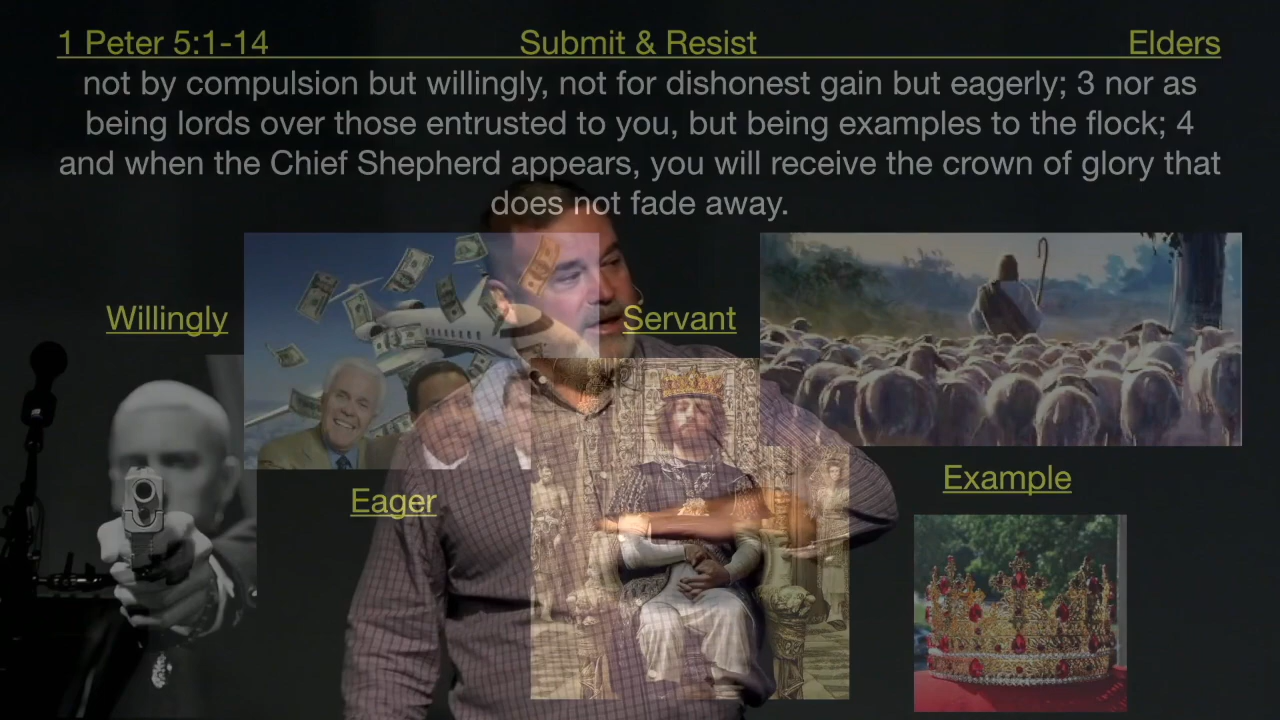 1 Peter 5:1-14 Submit & Resist Elders
not by compulsion but willingly, not for dishonest gain but eagerly; 3 nor as
being lords over those entrusted to you, but being examples to the flock; 4
and when the Chief Shepherd appears, you will receive the crown of glory that
does not fade away.
Willingly
Servant
Example
Eager